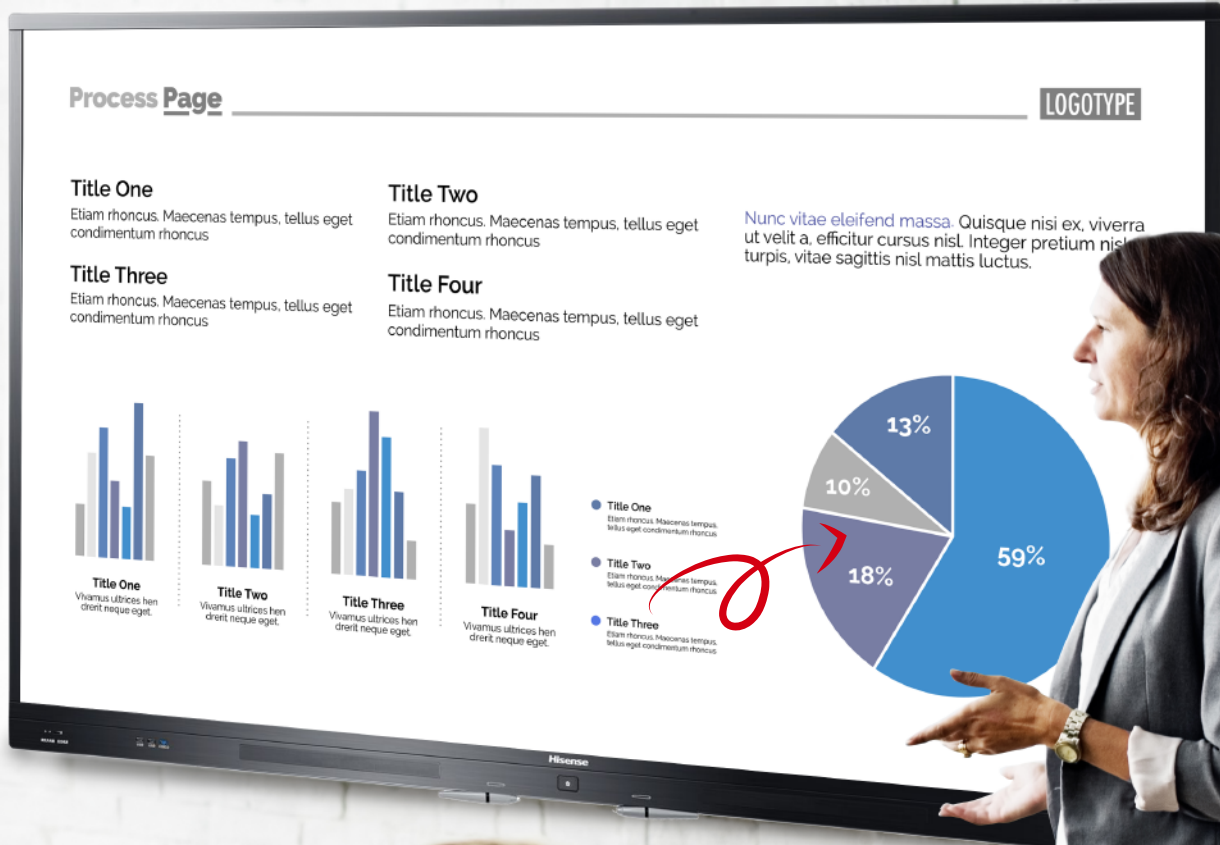 Process Page
LOGOTYPE
Title One
Etiam rhoncus. Maecenas tempus, tellus eget
condimentum rhoncus
Title Two
Etiam rhoncus. Maecenas tempus, tellus eget
condimentum rhoncus
Title Three
Etiam rhoncus. Maecenas tempus, tellus eget
condimentum rhoncus
Title Four
Etiam rhoncus. Maecenas tempus, tellus eget
condimentum rhoncus
Nunc vitae eleifend massa. Quisque nisi ex, viverra
ut velit a, efficitur cursus nisl. Integer pretium
turpis, vitae sagittis nisl mattis luctus.
Title One
Vivamus ultrices hen
drerit neque eget.
Title Two
Vivamus ultrices hen
drerit neque eget.
Title Three
Vivamus ultrices hen
drerit neque eget.
Title Four
Vivamus ultrices hen
drerit neque eget.
Title One
Etiam rhoncus. Maecenas tempus,
tellus eget condimentum rhoncus
Title Two
Etiam rhoncus. Maecenas tempus,
tellus eget condimentum rhoncus
Title Three
Etiam rhoncus. Maecenas tempus,
tellus eget condimentum rhoncus
13%
10%
18%
59%
Hisense